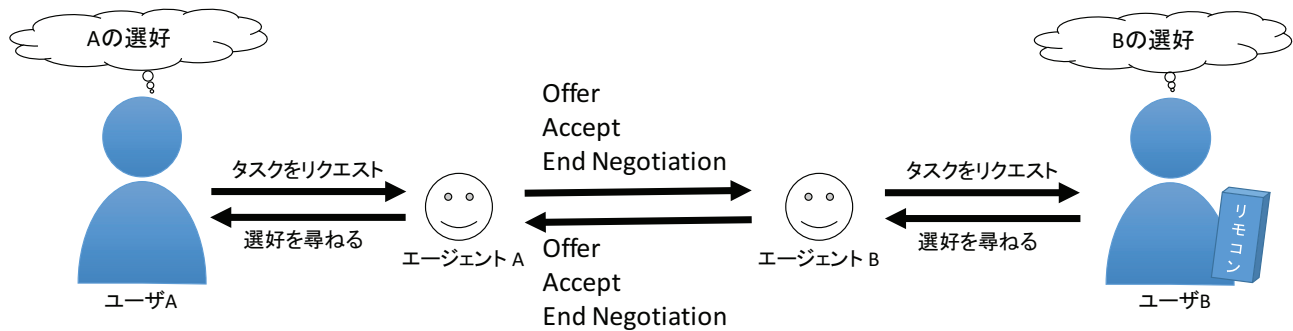 Aの選好
Bの選好
Offer
Accept
End Negotiation
タスクをリクエスト
タスクをリクエスト
選好を尋ねる
選好を尋ねる
エージェント A
エージェント B
リモコン
Offer
Accept
End Negotiation
ユーザA
ユーザB